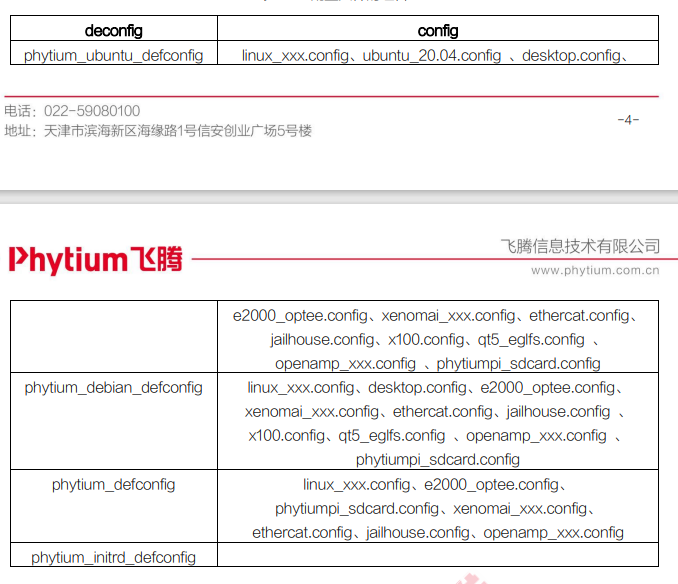 deconfig config
phytium_ubuntu_defconfig linux_xxx.config、ubuntu_20.04.config 、desktop.config、
电话：022-59080100
地址：天津市滨海新区海缘路1号信安创业广场5号楼
-4-
Phytium飞腾
飞腾信息技术有限公司
www.phytium.com.cn
e2000_optee.config、xenomai_xxx.config、ethercat.config、
jailhouse.config、x100.config、qt5_eglfs.config 、
openamp_xxx.config 、phytiumpi_sdcard.config
phytium_debian_defconfig linux_xxx.config、desktop.config、e2000_optee.config、
xenomai_xxx.config、ethercat.config、jailhouse.config 、
x100.config、qt5_eglfs.config 、openamp_xxx.config 、
phytiumpi_sdcard.config
phytium_defconfig linux_xxx.config、e2000_optee.config、
phytiumpi_sdcard.config、xenomai_xxx.config、
ethercat.config、jailhouse.config、openamp_xxx.config
phytium_initrd_defconfig